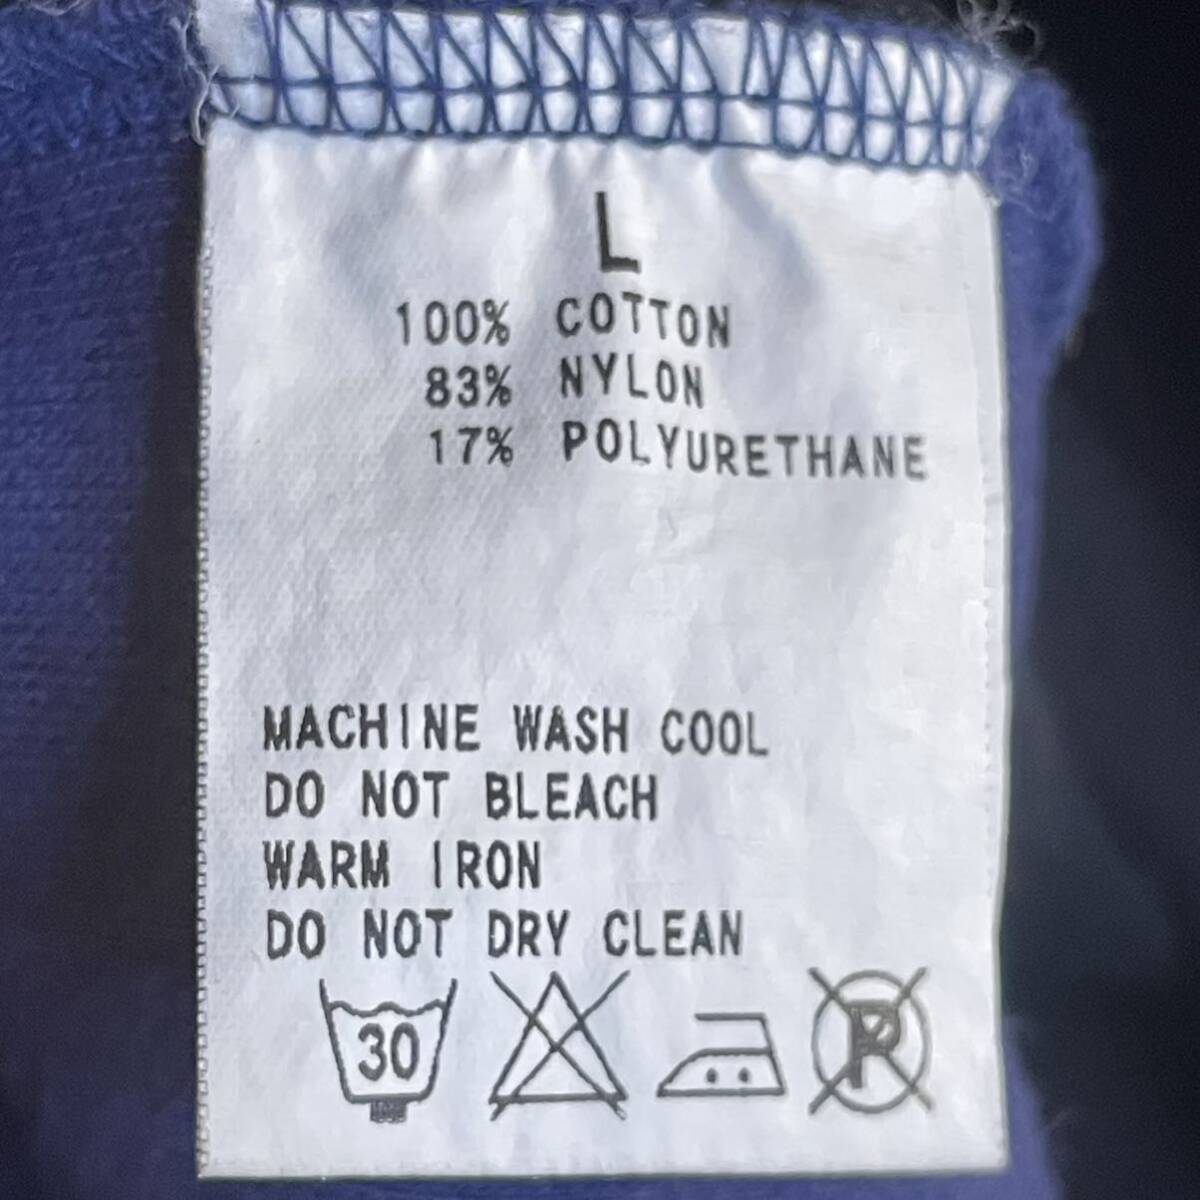 L
100% COTTON
83% NYLON
17% POLYURETHANE
MACHINE WASH COOL
DO NOT BLEACH
WARM IRON
DO NOT DRY CLEAN
30 P